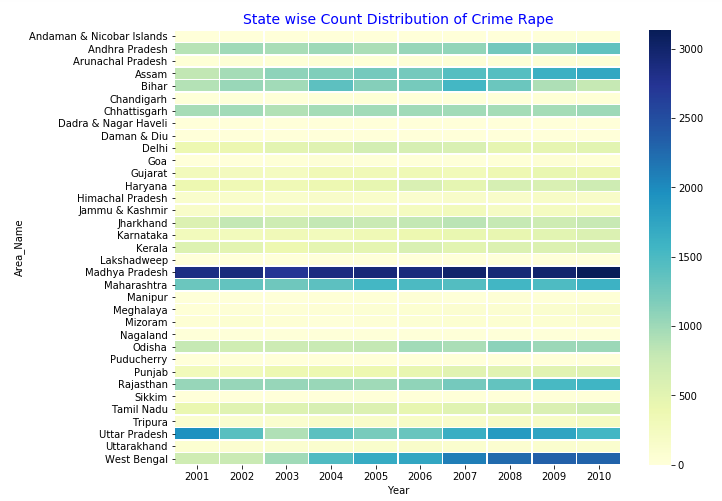 State wise Count Distribution of Crime Rape
Andaman & Nicobar Islands
Andhra Pradesh
Arunachal Pradesh
Assam
Bihar
Chandigarh
Chhattisgarh
Dadra & Nagar Haveli
Daman & Diu
Delhi
Goa
Gujarat
Haryana
Himachal Pradesh
Jammu & Kashmir
Jharkhand
Karnataka
Kerala
Lakshadweep
Madhya Pradesh
Maharashtra
Manipur
Meghalaya
Mizoram
Nagaland
Odisha
Puducherry
Punjab
Rajasthan
Sikkim
Tamil Nadu
Tripura
Uttar Pradesh
Uttarakhand
West Bengal
Area_Name
2001 2002 2003 2004 2005 2006 2007 2008 2009 2010
Year
3000
2500
2000
1500
1000
500
0